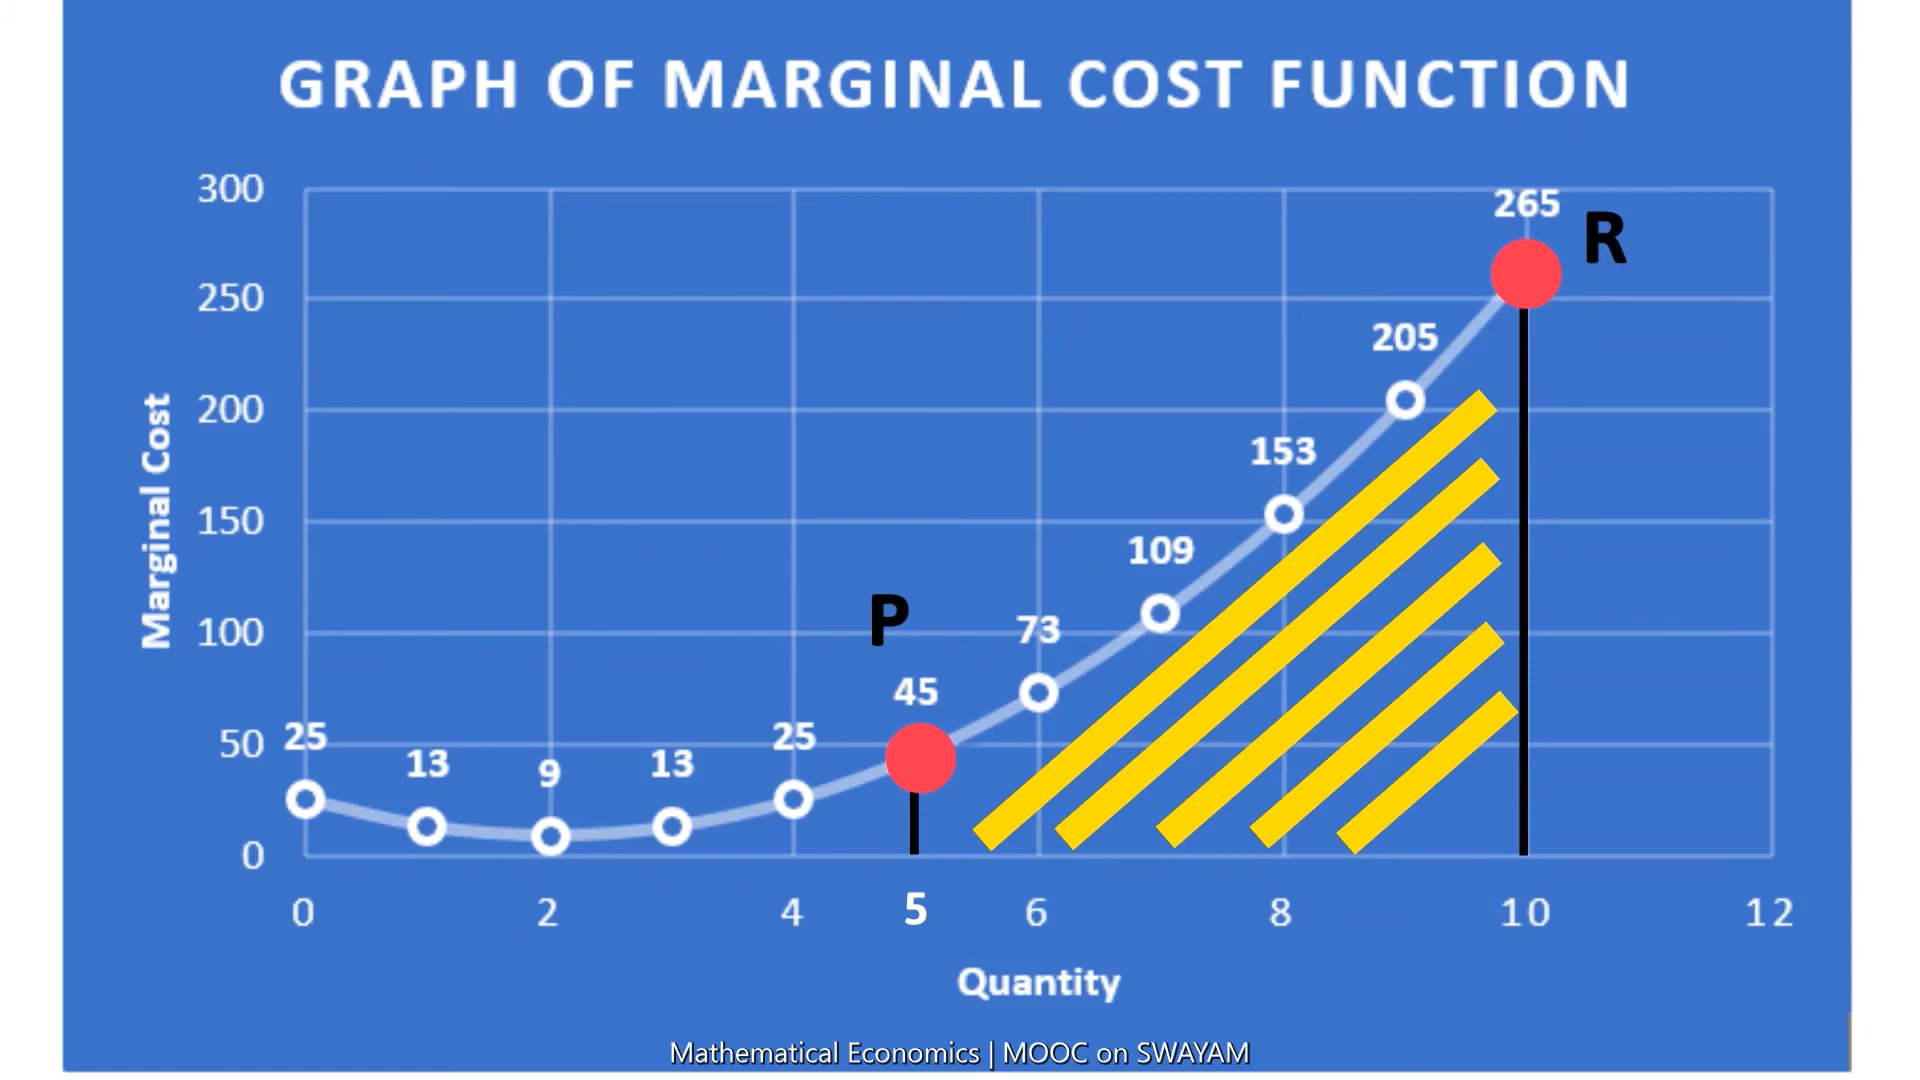 GRAPH OF MARGINAL COST FUNCTION
300
250
200
150
100
50
0
Marginal Cost
25
13
9
13
25
45
P
73
109
153
205
265
R
0 2 4 5 6 8 10 12
Quantity
Mathematical Economics | MOOC on SWAYAM